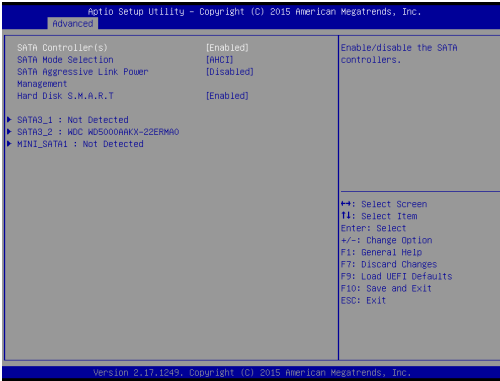 Aptio Setup Utility - Copyright (C) 2015 American Megatrends, Inc.
Advanced
SATA Controller(s) [Enabled]
SATA Mode Selection [AHCI]
SATA Aggressive Link Power [Disabled]
Management
Hard Disk S.M.A.R.T [Enabled]
SATA3_1 : Not Detected
SATA3_2 : WDC WD5000AAKX-22ERMA0
MINI_SATA1 : Not Detected
Enable/disable the SATA
controllers.
↔: Select Screen
↑↓: Select Item
Enter: Select
+/-: Change Option
F1: General Help
F7: Discard Changes
F9: Load UEFI Defaults
F10: Save and Exit
ESC: Exit
Version 2.17.1249. Copyright (C) 2015 American Megatrends, Inc.